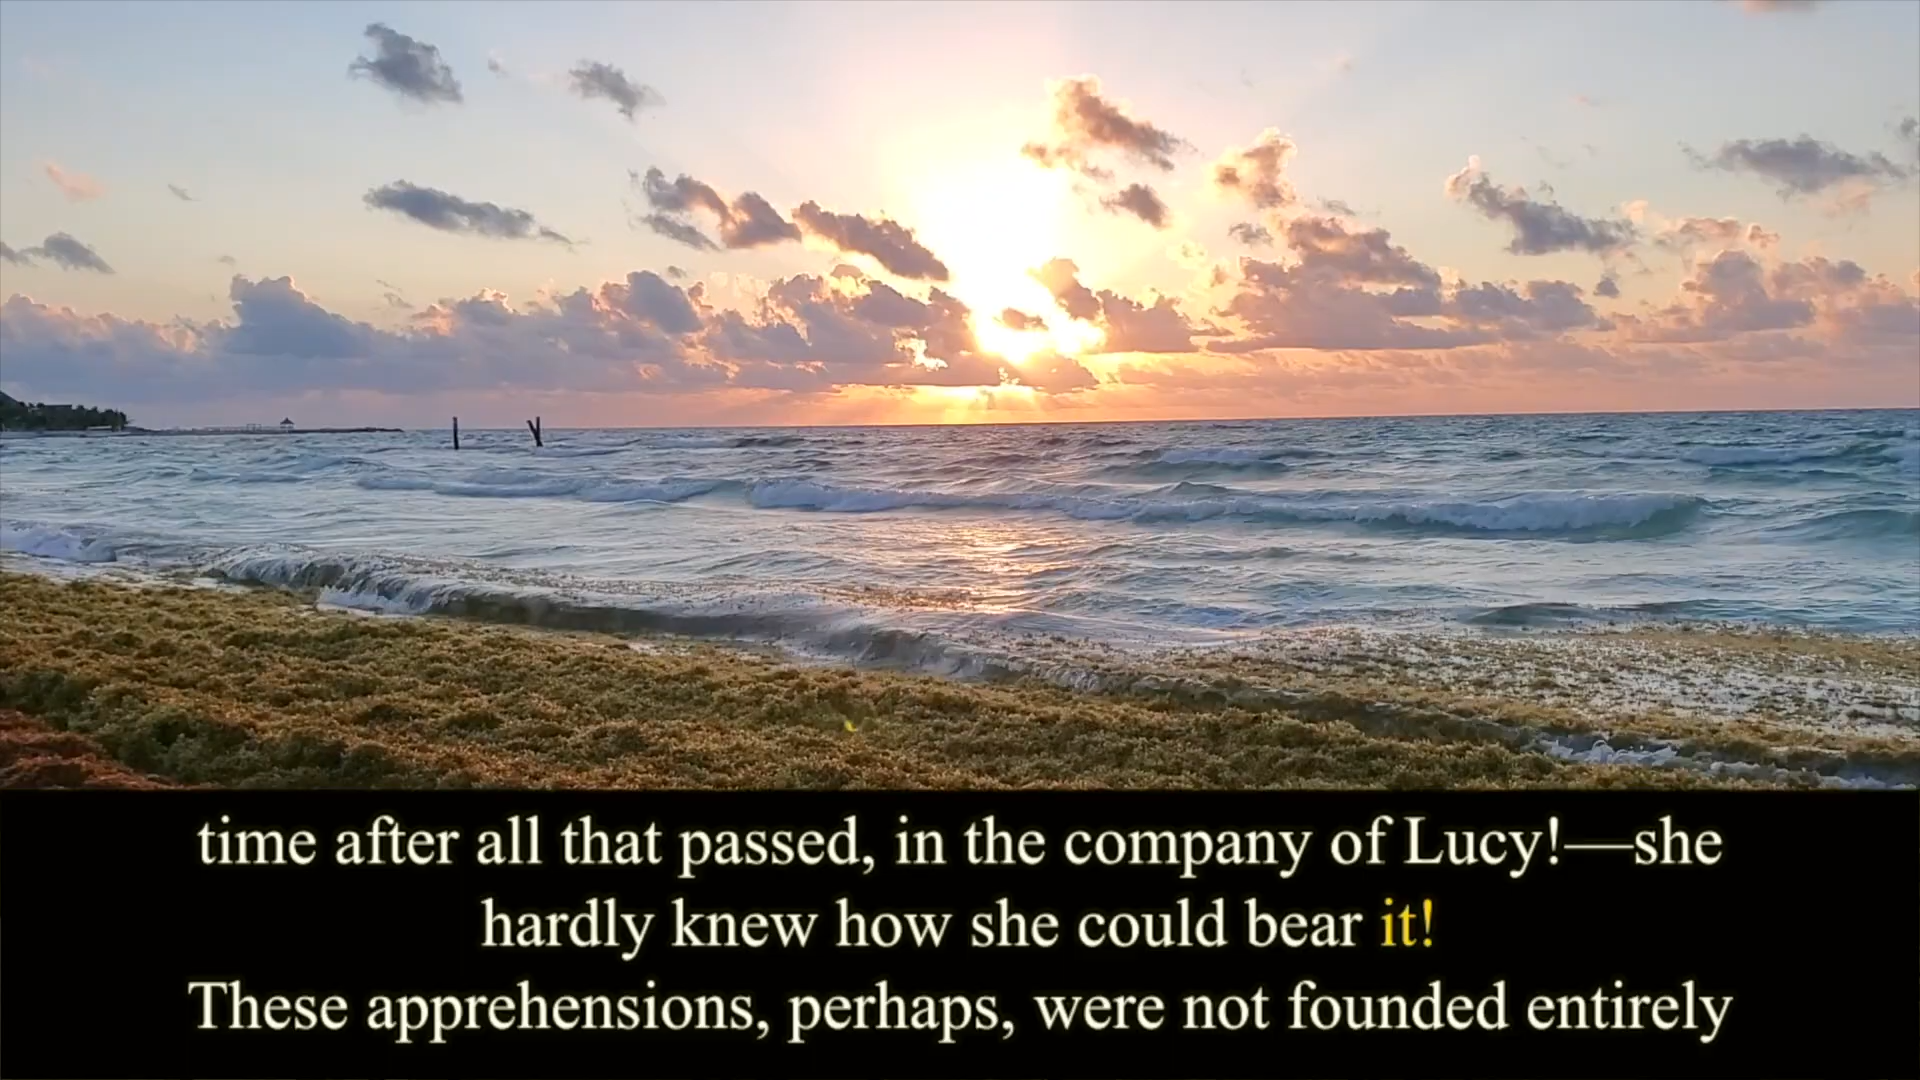 time after all that passed, in the company of Lucy!—she
hardly knew how she could bear it!
These apprehensions, perhaps, were not founded entirely